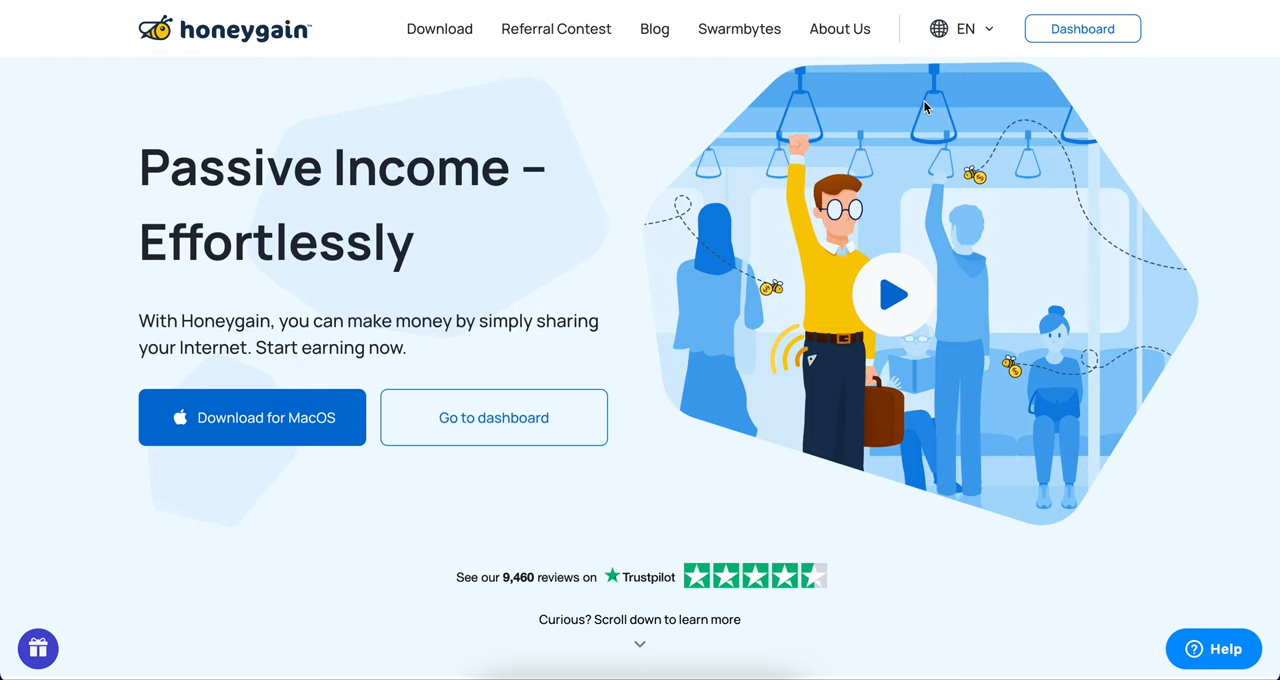 honeygain™
Download
Referral Contest
Blog
Swarmbytes
About Us
EN
Dashboard
Passive Income –
Effortlessly
With Honeygain, you can make money by simply sharing
your Internet. Start earning now.
Download for MacOS
Go to dashboard
See our 9,460 reviews on Trustpilot
Curious? Scroll down to learn more
Help